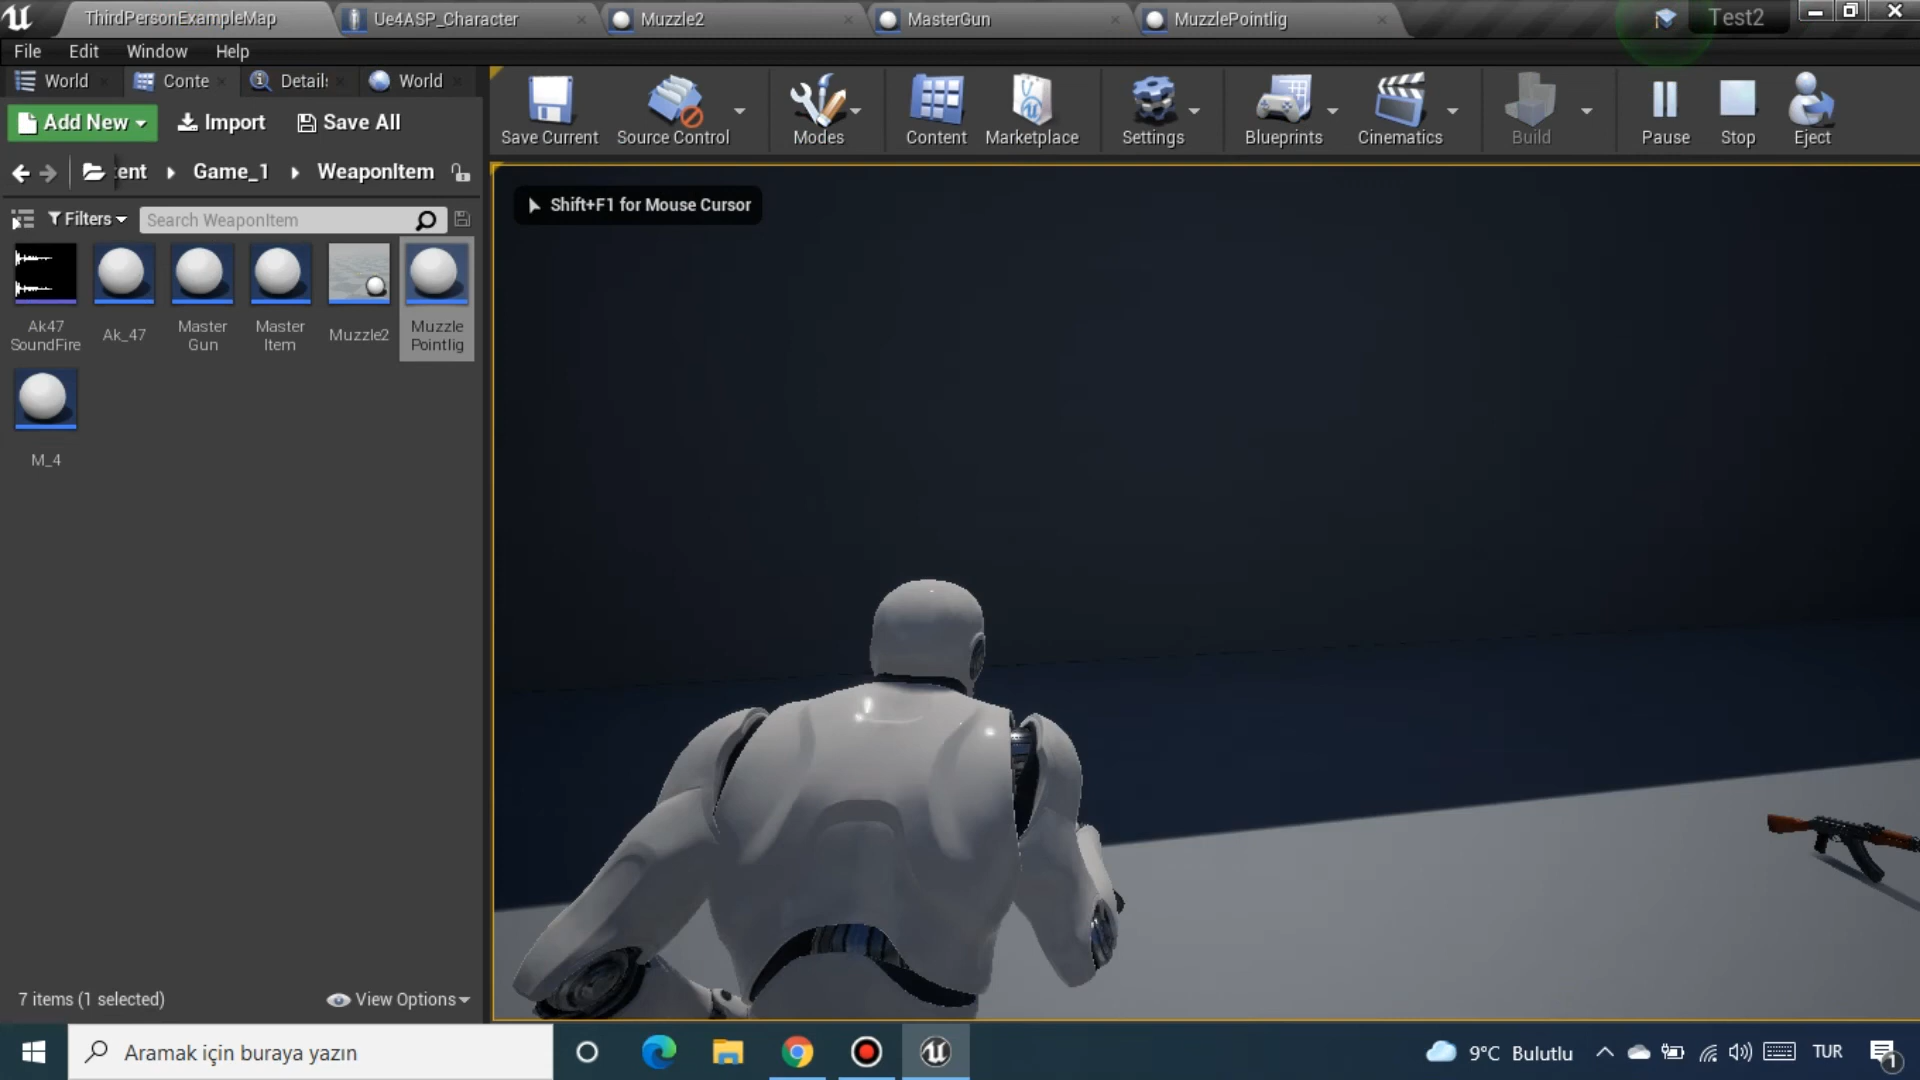 ThirdPersonExampleMap
Ue4ASP_Character
Muzzle2
MasterGun
MuzzlePointlig
Test2
File Edit Window Help
World
Conte
Details
World
Add New
Import
Save All
Save Current
Source Control
Modes
Content
Marketplace
Settings
Blueprints
Cinematics
Build
Pause
Stop
Eject
ent
Game_1
WeaponItem
Filters
Search WeaponItem
Shift+F1 for Mouse Cursor
Ak47
SoundFire
Ak_47
Master
Gun
Master
Item
Muzzle2
Muzzle
Pointlig
M_4
7 items (1 selected)
View Options
Aramak için buraya yazın
9°C Bulutlu
TUR
1